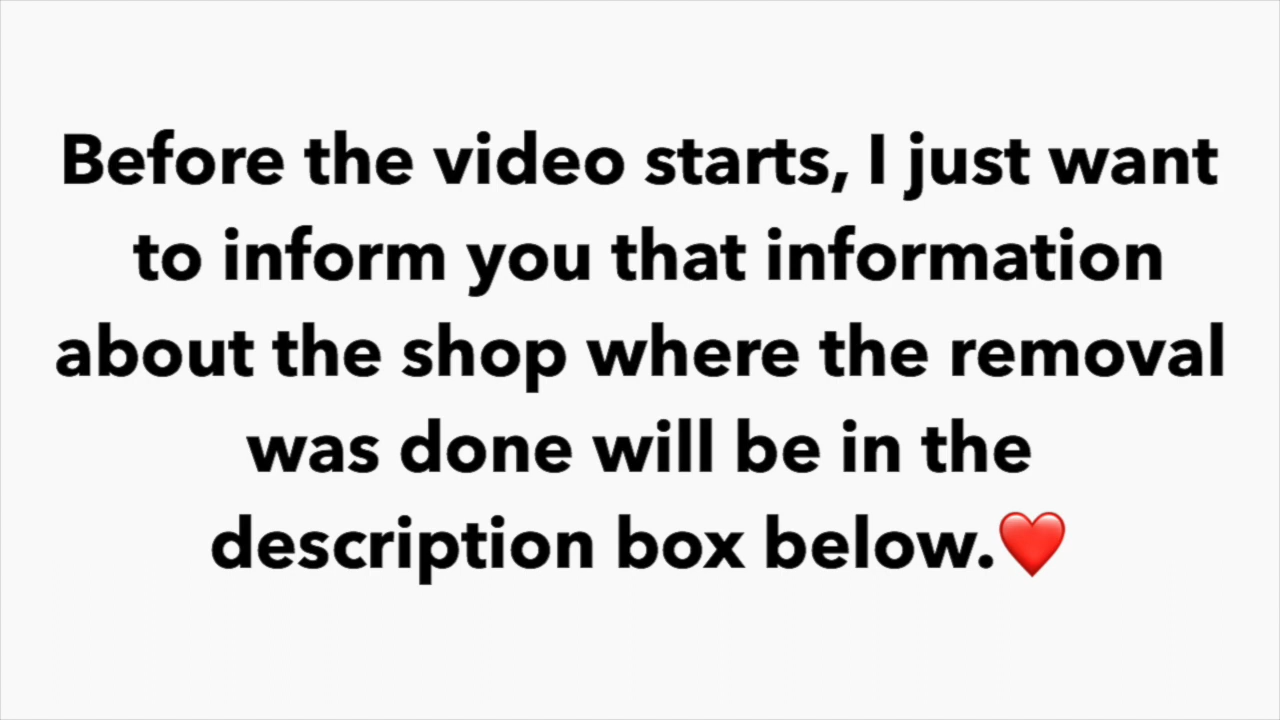 Before the video starts, I just want
to inform you that information
about the shop where the removal
was done will be in the
description box below.❤️